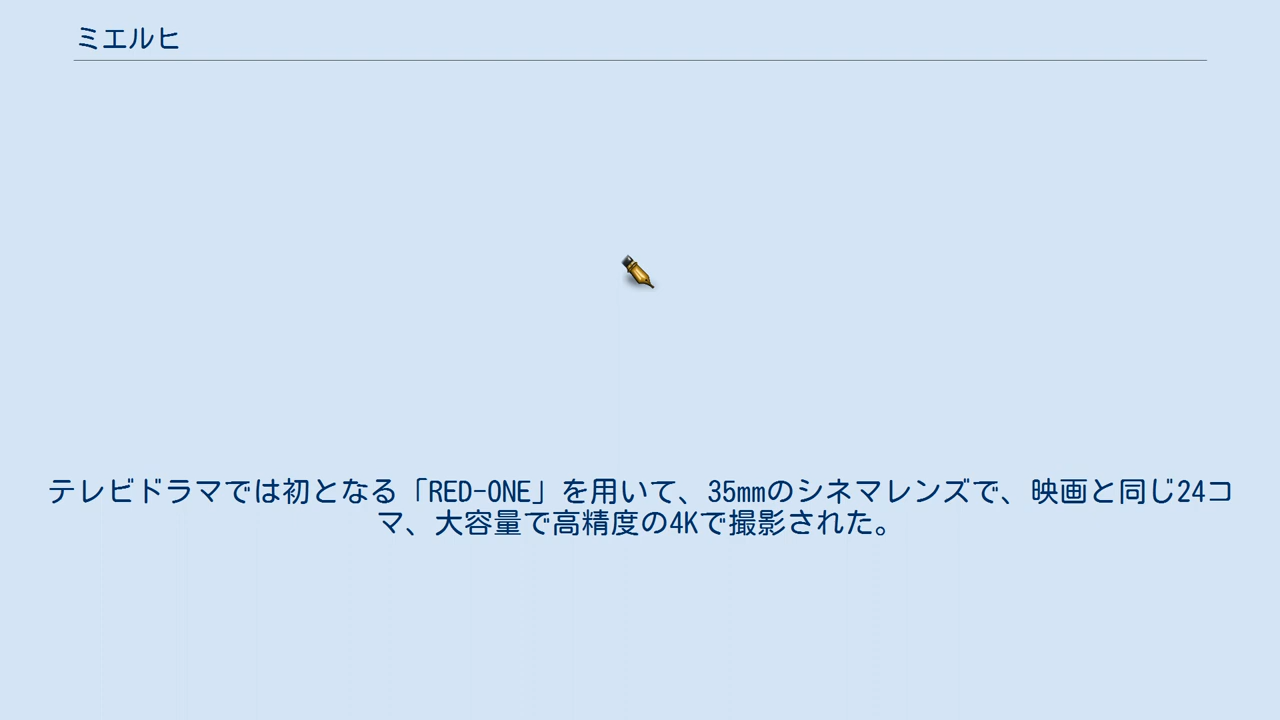 ミエルヒ
テレビドラマでは初となる「RED-ONE」を用いて、35mmのシネマレンズで、映画と同じ24コ
マ、大容量で高精度の4Kで撮影された。